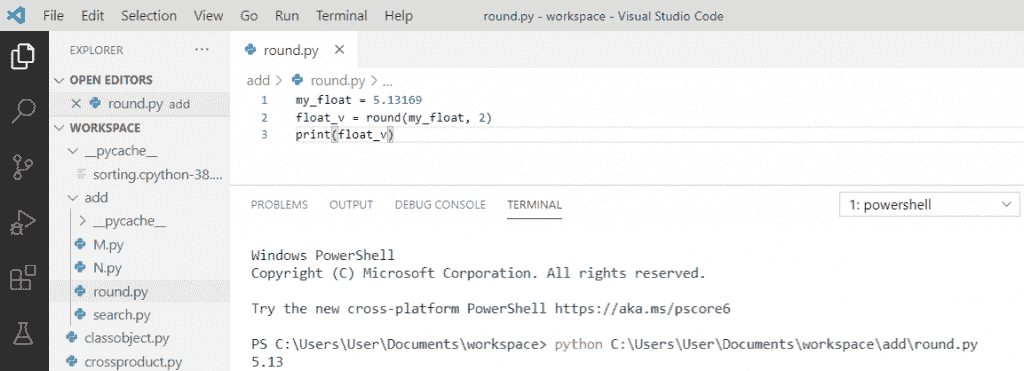 File Edit Selection View Go Run Terminal Help round.py - workspace - Visual Studio Code
EXPLORER ...
OPEN EDITORS
round.py add
WORKSPACE
__pycache__
sorting.cpython-38....
add
__pycache__
M.py
N.py
round.py
search.py
classobject.py
crossproduct.py
round.py
add > round.py > ...
1 my_float = 5.13169
2 float_v = round(my_float, 2)
3 print(float_v)
PROBLEMS OUTPUT DEBUG CONSOLE TERMINAL 1: powershell
Windows PowerShell
Copyright (C) Microsoft Corporation. All rights reserved.
Try the new cross-platform PowerShell https://aka.ms/pscore6
PS C:\Users\User\Documents\workspace> python C:\Users\User\Documents\workspace\add\round.py
5.13